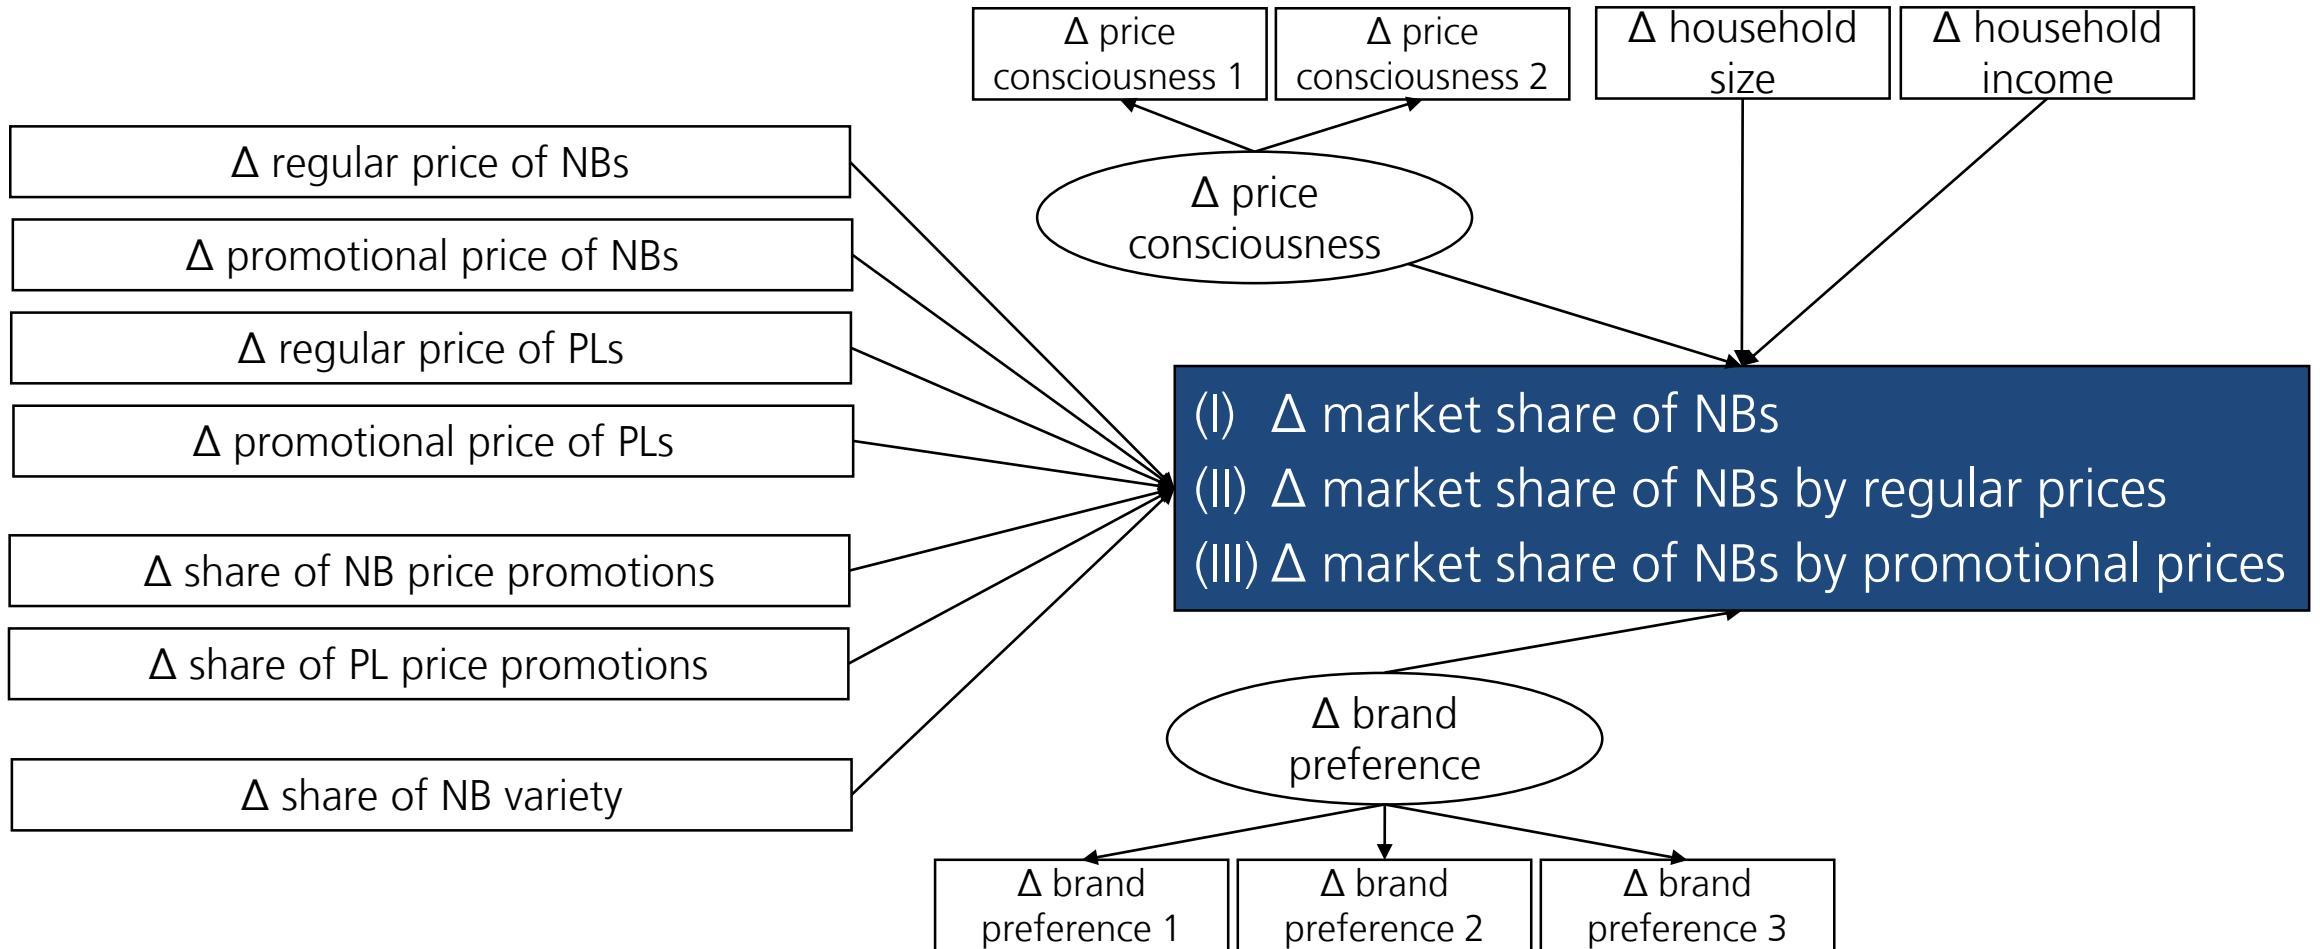 Δ price
consciousness 1
Δ price
consciousness 2
Δ household
size
Δ household
income
Δ regular price of NBs
Δ promotional price of NBs
Δ regular price of PLs
Δ promotional price of PLs
Δ share of NB price promotions
Δ share of PL price promotions
Δ share of NB variety
Δ price
consciousness
(I) Δ market share of NBs
(II) Δ market share of NBs by regular prices
(III) Δ market share of NBs by promotional prices
Δ brand
preference
Δ brand
preference 1
Δ brand
preference 2
Δ brand
preference 3